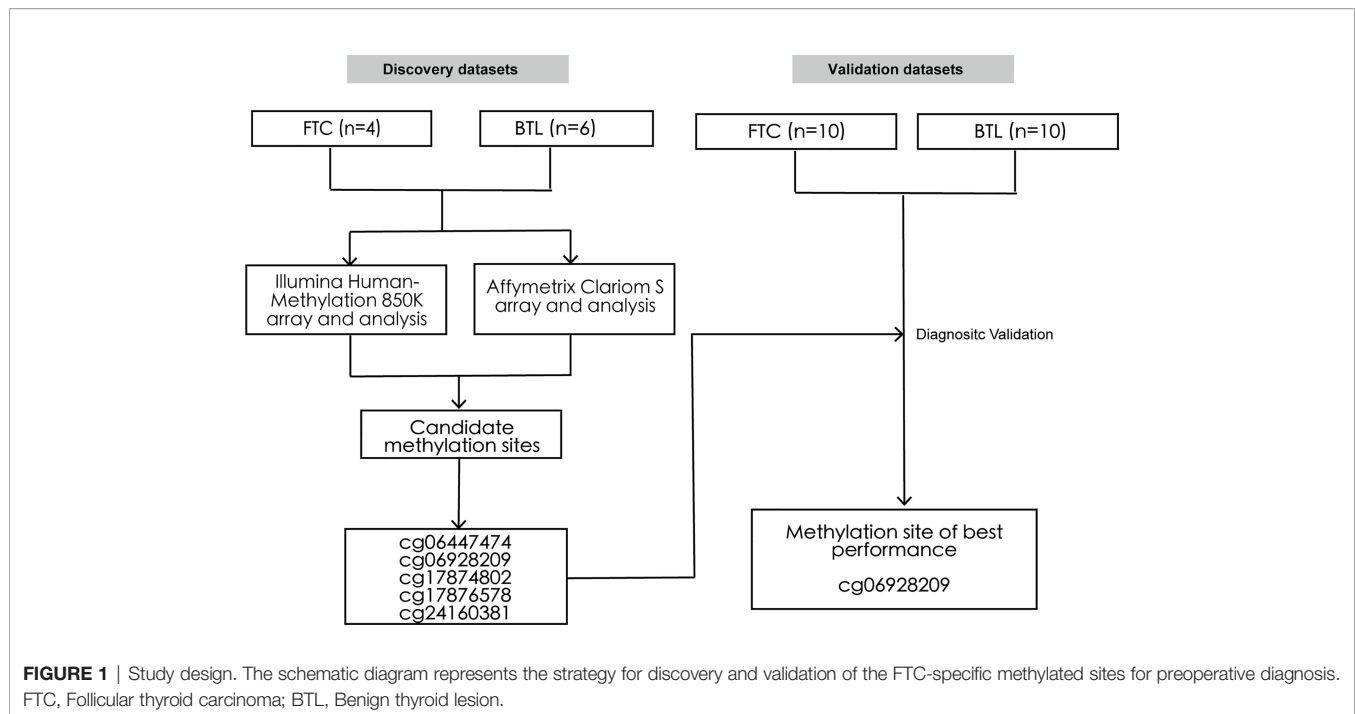 Discovery datasets
Validation datasets
FTC (n=4)
BTL (n=6)
FTC (n=10)
BTL (n=10)
Illumina Human-
Methylation 850K
array and analysis
Affymetrix Clariom S
array and analysis
Diagnositc Validation
Candidate
methylation sites
cg06447474
cg06928209
cg17874802
cg17876578
cg24160381
Methylation site of best
performance
cg06928209
FIGURE 1 | Study design. The schematic diagram represents the strategy for discovery and validation of the FTC-specific methylated sites for preoperative diagnosis.
FTC, Follicular thyroid carcinoma; BTL, Benign thyroid lesion.